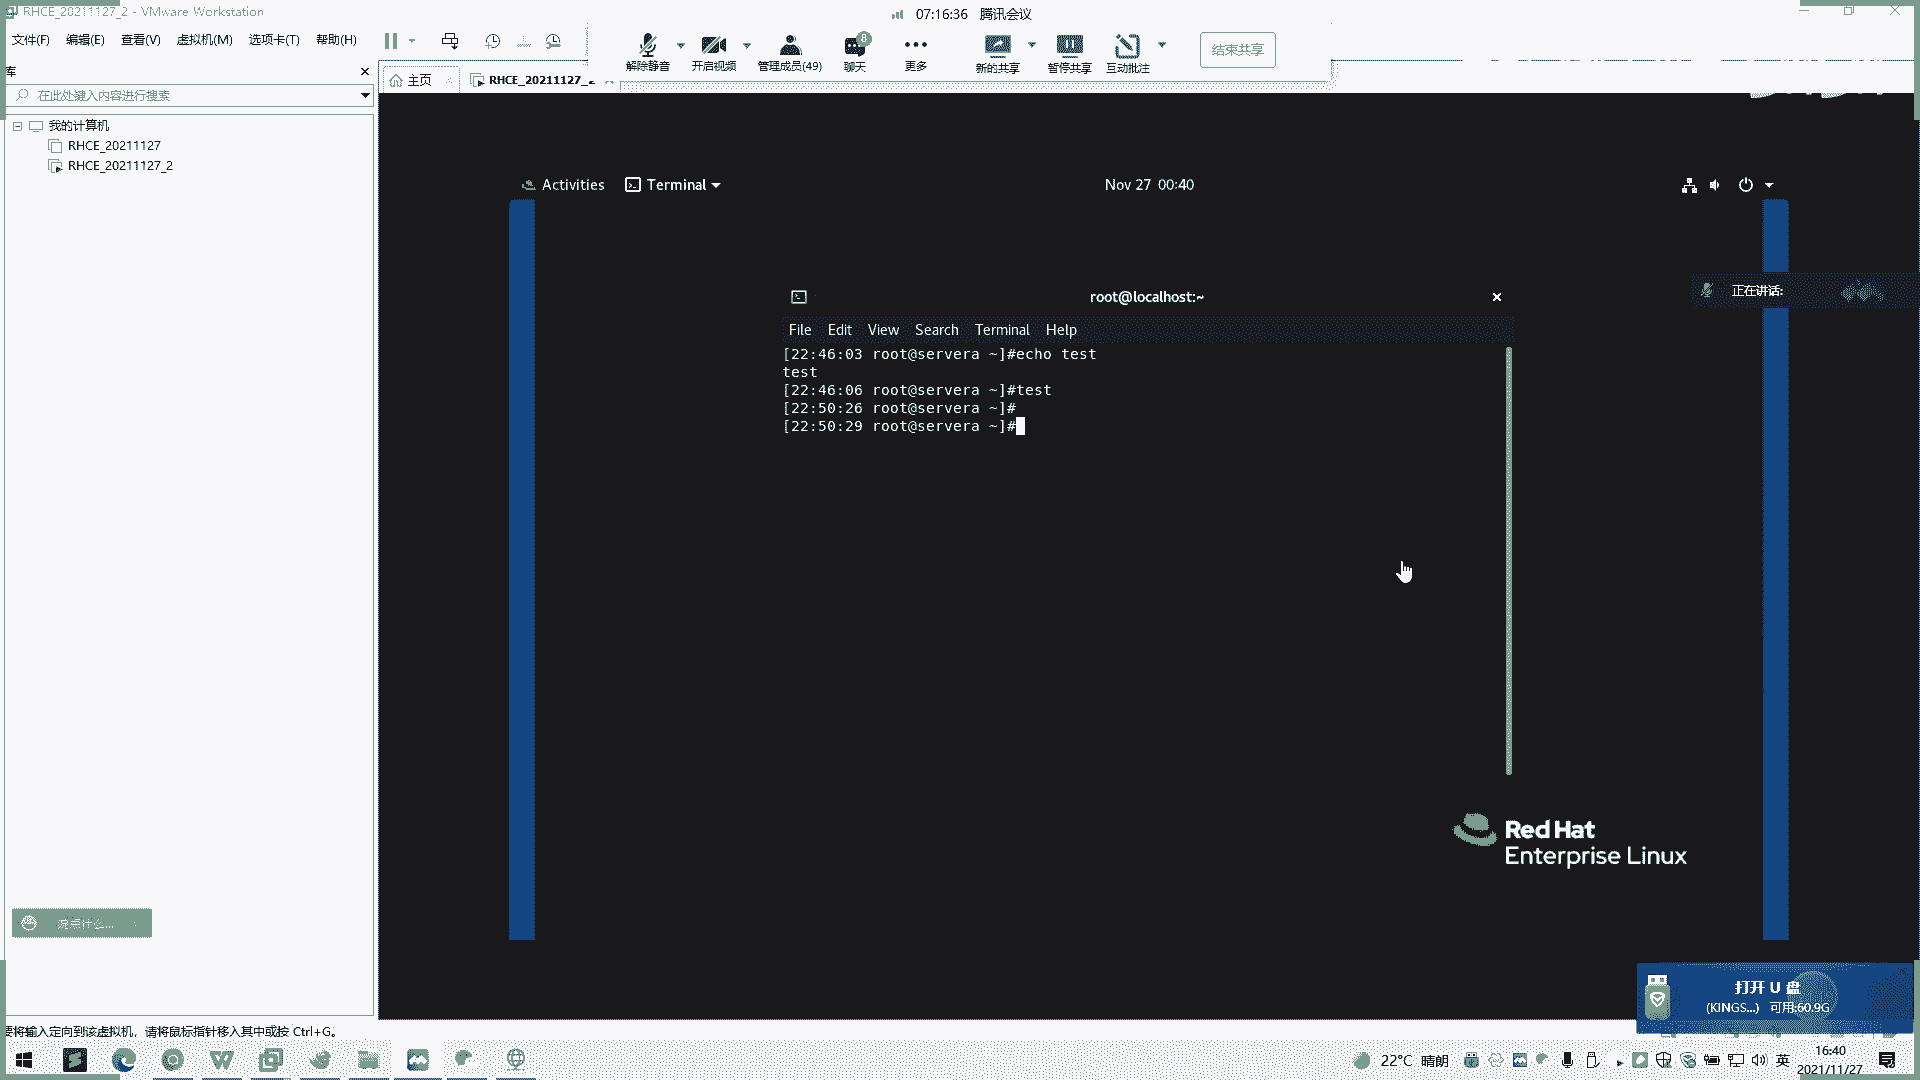 RHCE_20211127_2 - VMware Workstation
07:16:36 腾讯会议
文件(F) 编辑(E) 查看(V) 虚拟机(M) 选项卡(T) 帮助(H)
解除静音 开启视频 管理成员(49) 聊天 8 更多 新的共享 暂停共享 互动批注 结束共享
库
主页 RHCE_20211127_2
在此处键入内容进行搜索
我的计算机
RHCE_20211127
RHCE_20211127_2
Activities Terminal Nov 27 00:40
正在讲话:
root@localhost:~
File Edit View Search Terminal Help
[22:46:03 root@servera ~]#echo test
test
[22:46:06 root@servera ~]#test
[22:50:26 root@servera ~]#
[22:50:29 root@servera ~]#
Red Hat
Enterprise Linux
说点什么...
打开 U 盘
(KINGS...) 可用:60.9G
要将输入定向到该虚拟机，请将鼠标指针移入其中或按 Ctrl+G。
22°C 晴朗 英 16:40
2021/11/27